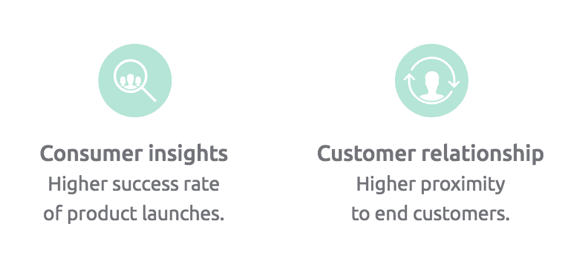 Consumer insights
Higher success rate
of product launches.
Customer relationship
Higher proximity
to end customers.